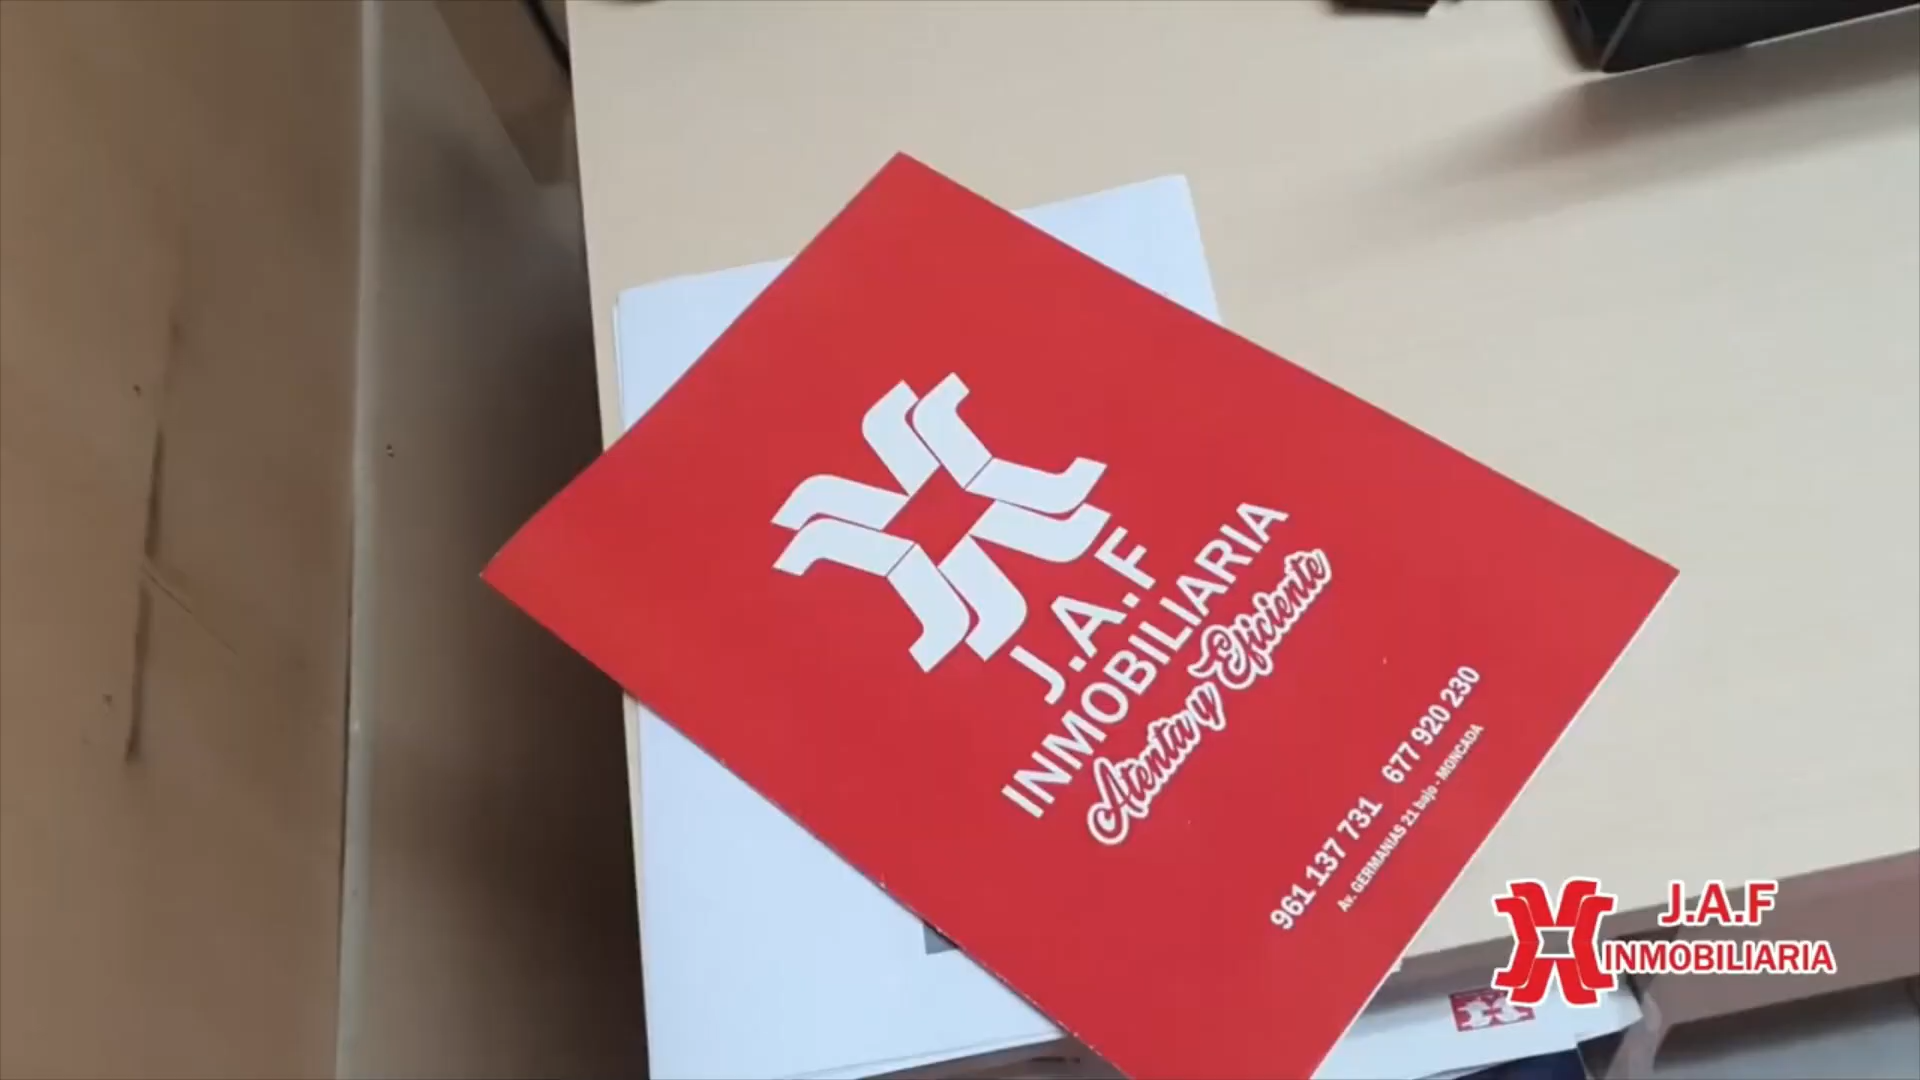 J.A.F
INMOBILIARIA
Atenta y Eficiente
961 137 731 677 920 230
Av. GERMANIAS 21 bajo - MONCADA
J.A.F
INMOBILIARIA